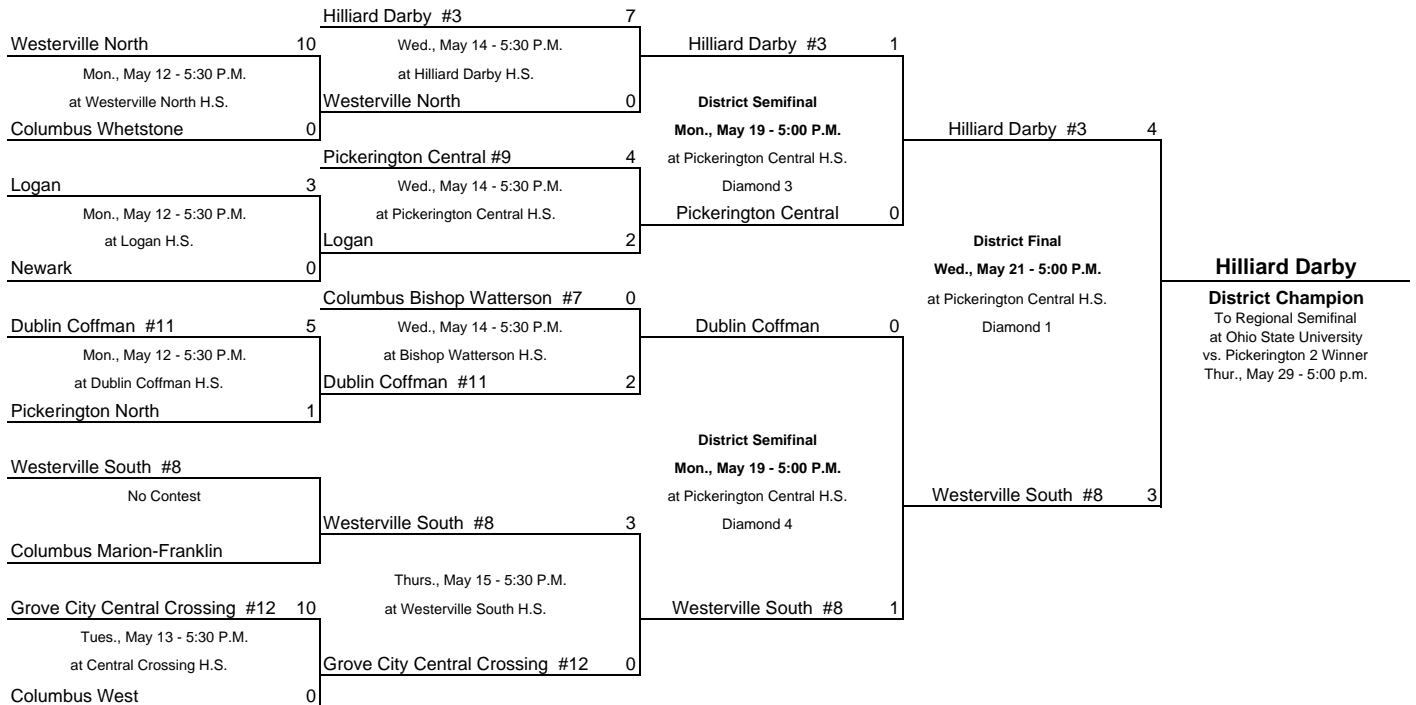 Hilliard Darby #3 7
Westerville North 10
Wed., May 14 - 5:30 P.M.
Hilliard Darby #3 1
Mon., May 12 - 5:30 P.M.
at Hilliard Darby H.S.
at Westerville North H.S.
Westerville North 0
District Semifinal
Columbus Whetstone 0
Mon., May 19 - 5:00 P.M.
Hilliard Darby #3 4
Pickerington Central #9 4
at Pickerington Central H.S.
Logan 3
Wed., May 14 - 5:30 P.M.
Diamond 3
Mon., May 12 - 5:30 P.M.
at Pickerington Central H.S.
Pickerington Central 0
at Logan H.S.
Logan 2
District Final
Newark 0
Wed., May 21 - 5:00 P.M.
Hilliard Darby
Columbus Bishop Watterson #7 0
at Pickerington Central H.S.
District Champion
Dublin Coffman #11 5
Wed., May 14 - 5:30 P.M.
Dublin Coffman 0
Diamond 1
To Regional Semifinal
at Ohio State University
Mon., May 12 - 5:30 P.M.
at Bishop Watterson H.S.
vs. Pickerington 2 Winner
at Dublin Coffman H.S.
Dublin Coffman #11 2
Thur., May 29 - 5:00 p.m.
Pickerington North 1
District Semifinal
Westerville South #8
Mon., May 19 - 5:00 P.M.
No Contest
at Pickerington Central H.S.
Westerville South #8 3
Westerville South #8 3
Diamond 4
Columbus Marion-Franklin
Thurs., May 15 - 5:30 P.M.
Grove City Central Crossing #12 10
at Westerville South H.S.
Westerville South #8 1
Tues., May 13 - 5:30 P.M.
at Central Crossing H.S.
Grove City Central Crossing #12 0
Columbus West 0